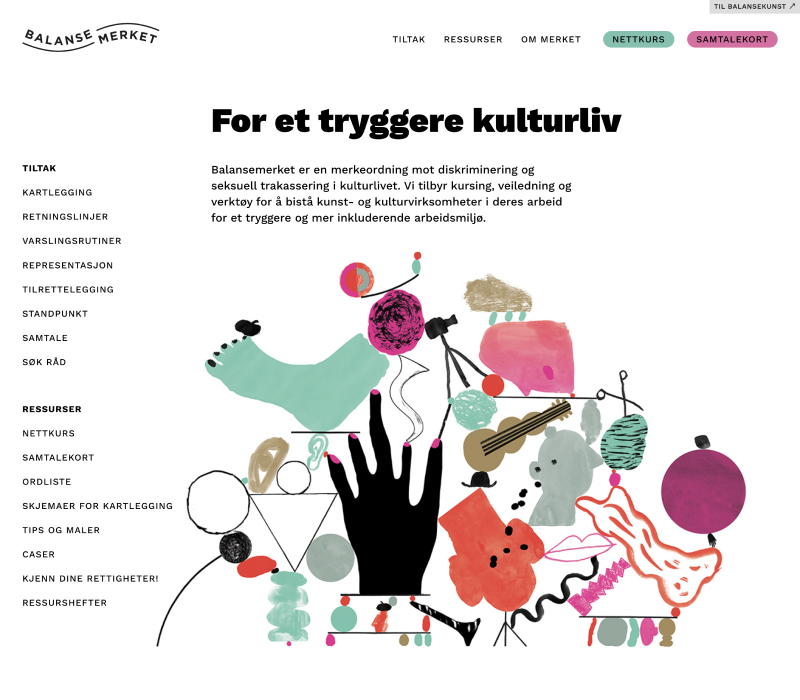 TIL BALANSEKUNST ↗
BALANSE MERKET
TILTAK RESSURSER OM MERKET NETTKURS SAMTALEKORT
For et tryggere kulturliv
Balansemerket er en merkeordning mot diskriminering og
seksuell trakassering i kulturlivet. Vi tilbyr kursing, veiledning og
verktøy for å bistå kunst- og kulturvirksomheter i deres arbeid
for et tryggere og mer inkluderende arbeidsmiljø.
TILTAK
KARTLEGGING
RETNINGSLINJER
VARSLINGSRUTINER
REPRESENTASJON
TILRETTELEGGING
STANDPUNKT
SAMTALE
SØK RÅD
RESSURSER
NETTKURS
SAMTALEKORT
ORDLISTE
SKJEMAER FOR KARTLEGGING
TIPS OG MALER
CASER
KJENN DINE RETTIGHETER!
RESSURSHEFTER